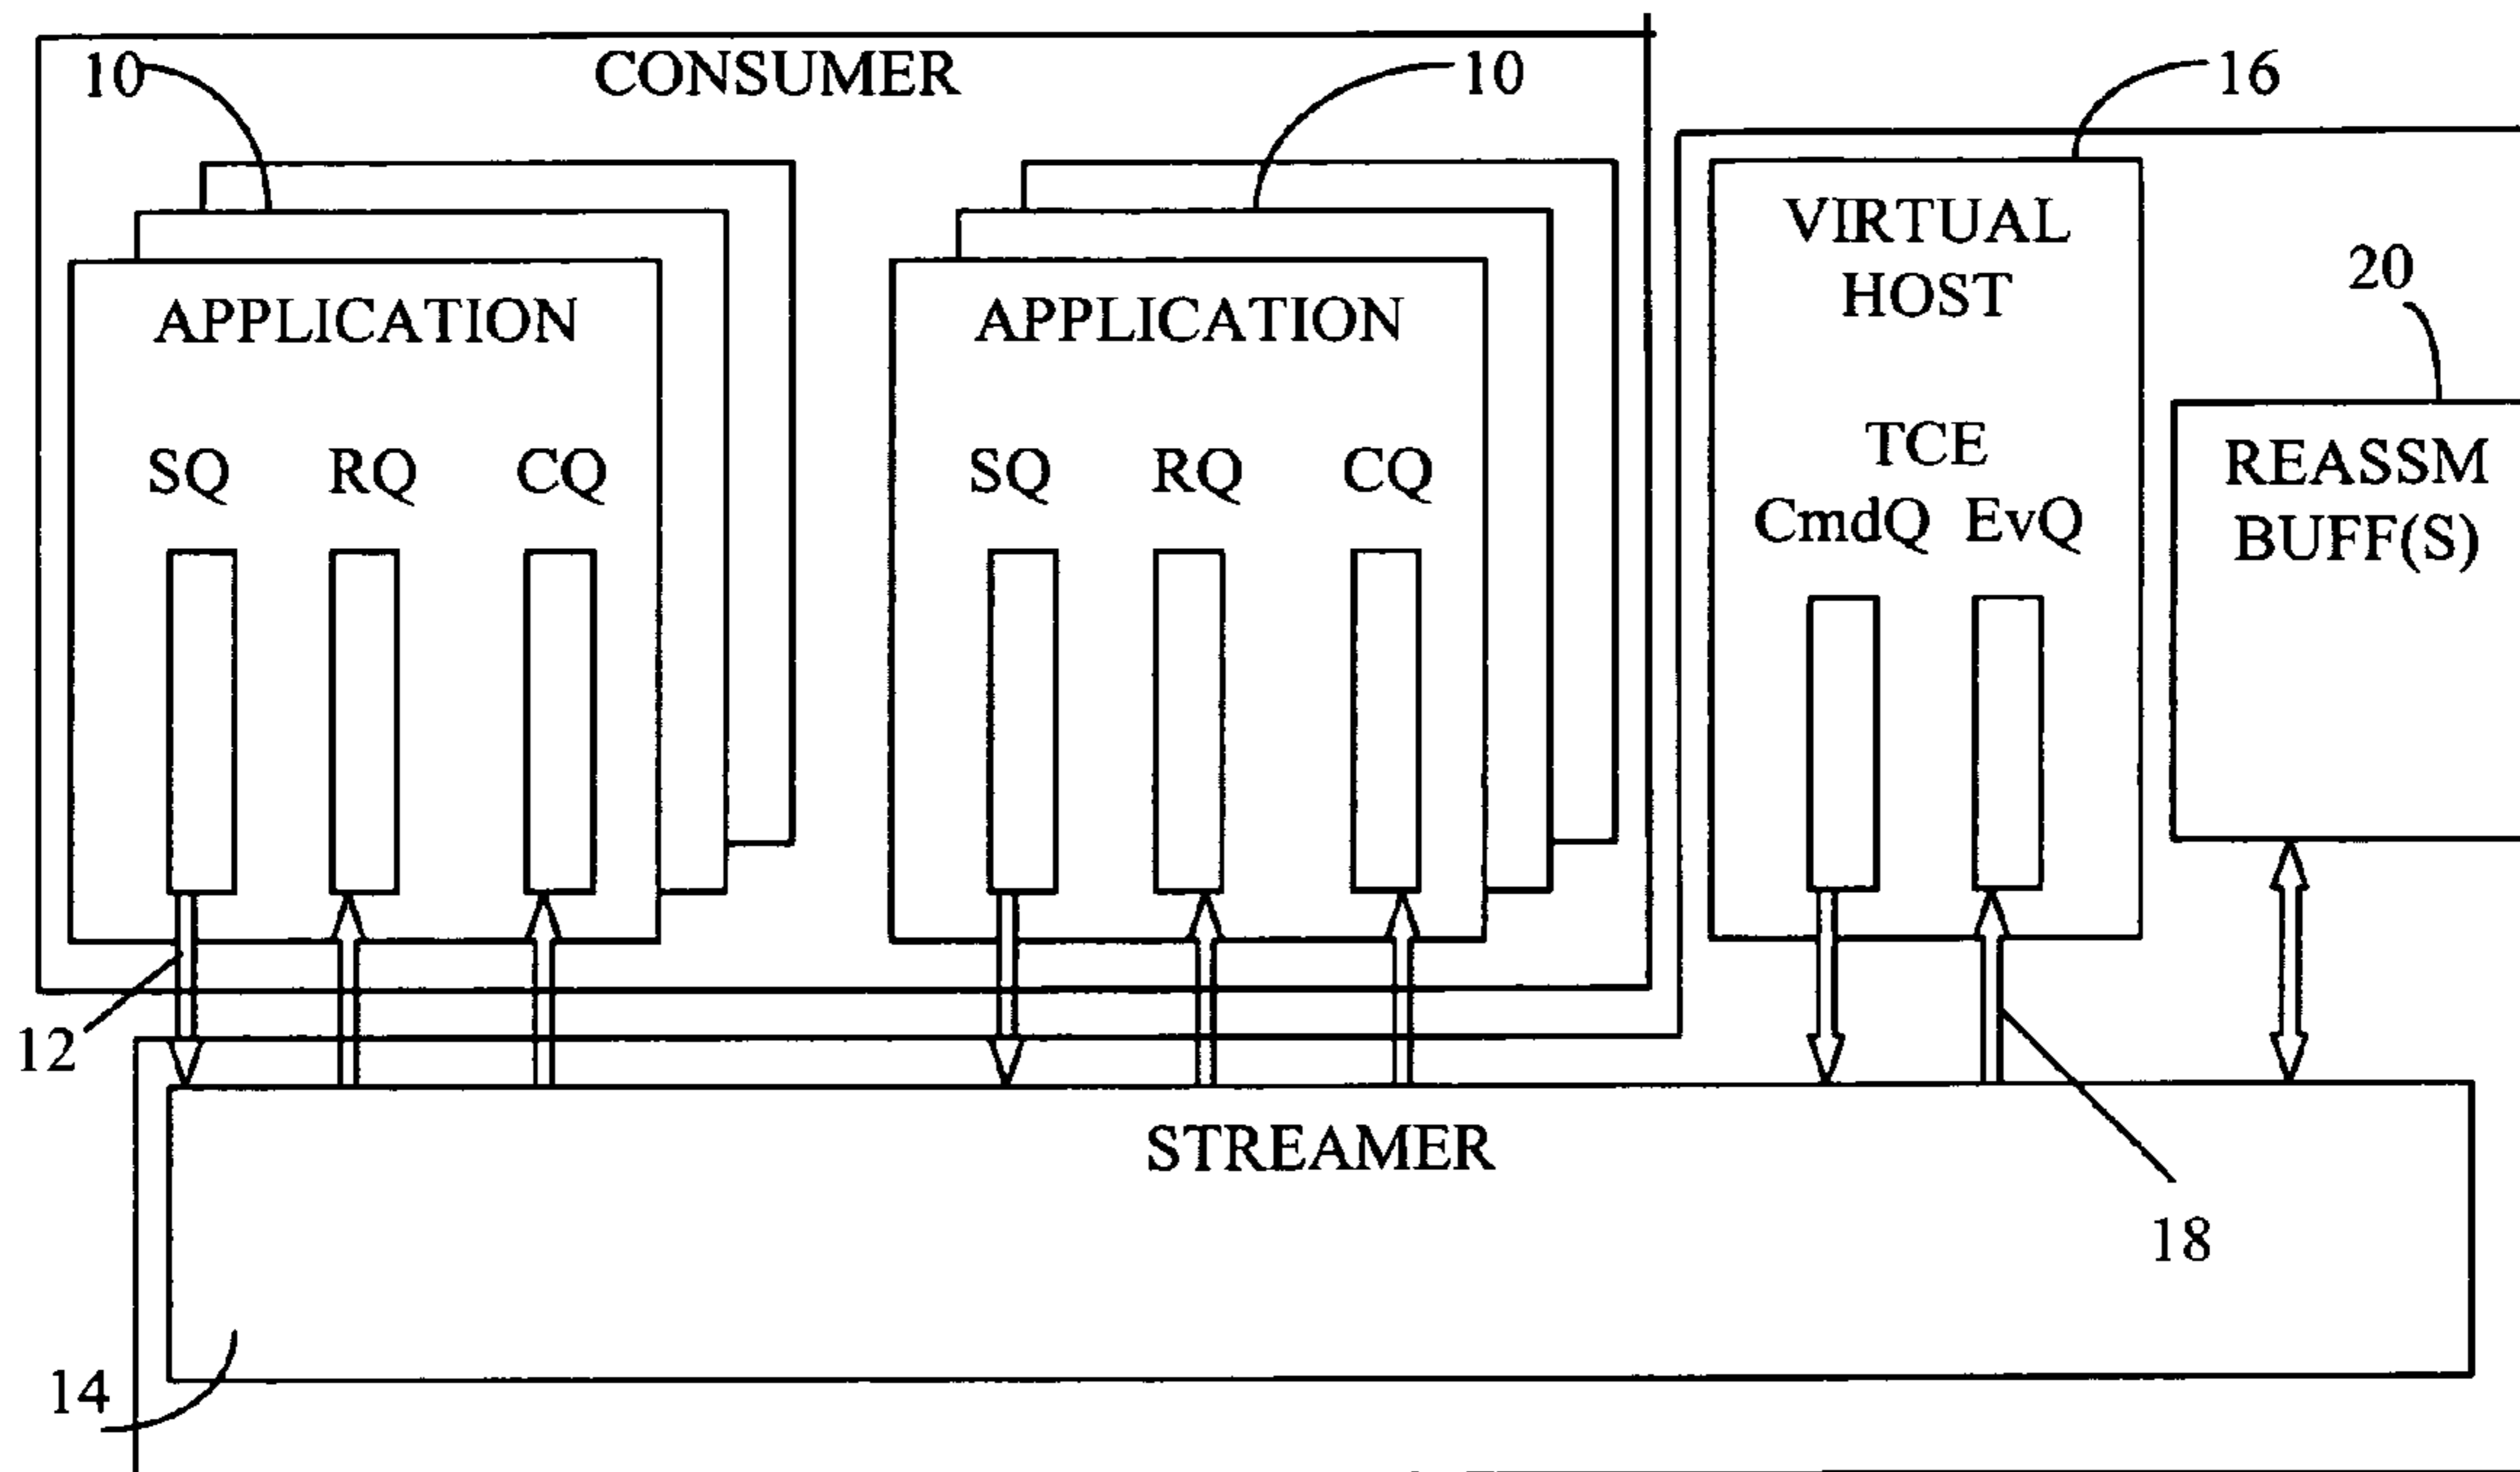 CONSUMER
10
10
16
20
APPLICATION
SQ RQ CQ
APPLICATION
SQ RQ CQ
VIRTUAL
HOST
TCE
CmdQ EvQ
REASSM
BUFF(S)
12
STREAMER
18
14